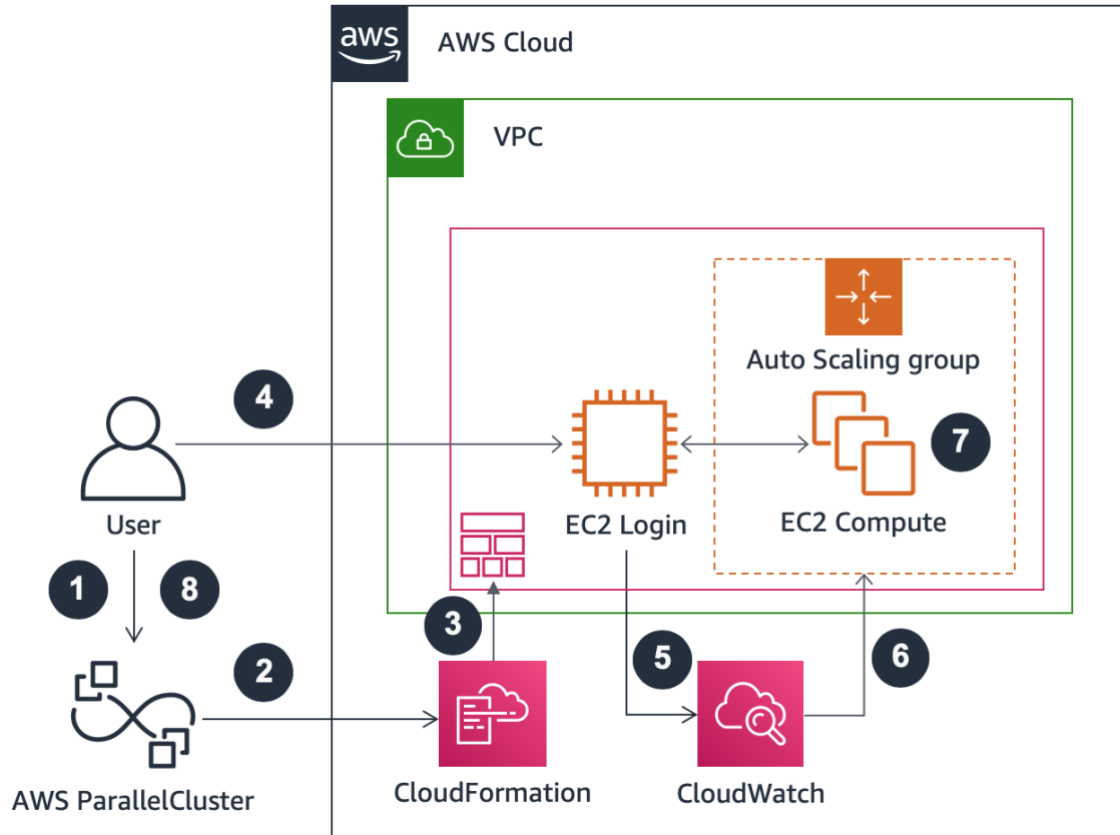 aws
AWS Cloud
VPC
Auto Scaling group
4
7
User
EC2 Login
EC2 Compute
1
8
3
2
5
6
AWS ParallelCluster
CloudFormation
CloudWatch